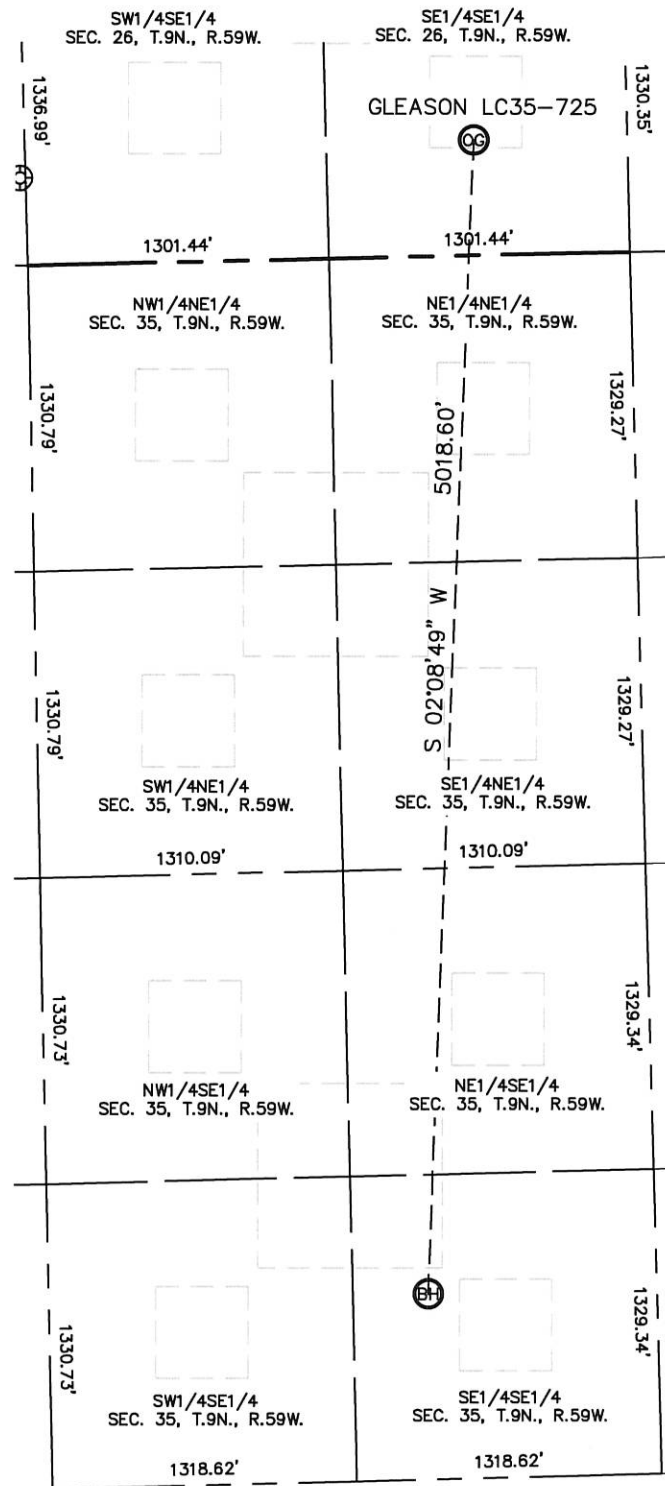 SW1/4SE1/4
SEC. 26, T.9N., R.59W.
SE1/4SE1/4
SEC. 26, T.9N., R.59W.
1336.99'
1330.35'
GLEASON LC35-725
OG
1301.44'
1301.44'
NW1/4NE1/4
SEC. 35, T.9N., R.59W.
NE1/4NE1/4
SEC. 35, T.9N., R.59W.
1330.79'
5018.60'
1329.27'
S 02°08'49" W
1330.79'
1329.27'
SW1/4NE1/4
SEC. 35, T.9N., R.59W.
SE1/4NE1/4
SEC. 35, T.9N., R.59W.
1310.09'
1310.09'
1330.73'
1329.34'
NW1/4SE1/4
SEC. 35, T.9N., R.59W.
NE1/4SE1/4
SEC. 35, T.9N., R.59W.
BH
1330.73'
1329.34'
SW1/4SE1/4
SEC. 35, T.9N., R.59W.
SE1/4SE1/4
SEC. 35, T.9N., R.59W.
1318.62'
1318.62'